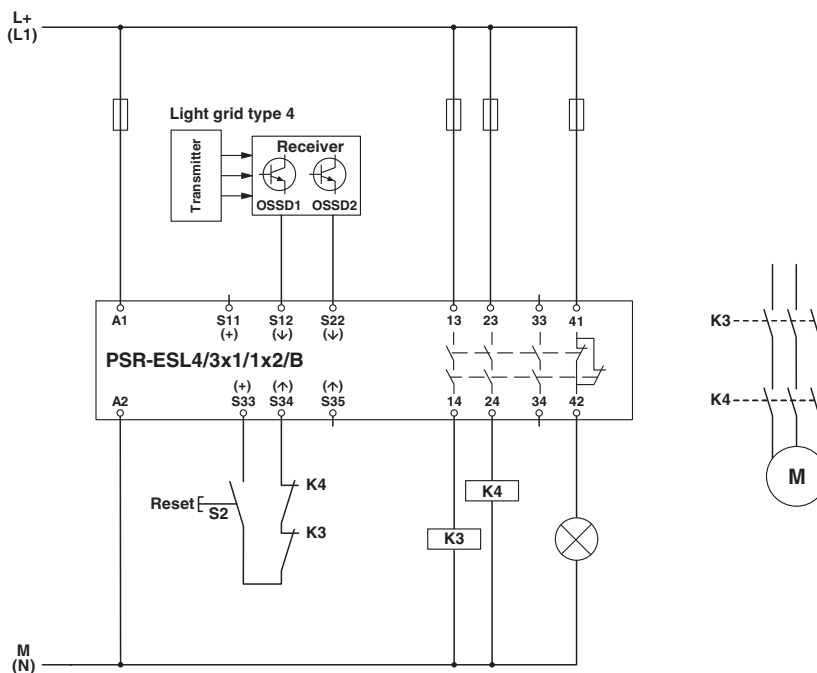 L+
(L1)
Light grid type 4
Transmitter
Receiver
OSSD1 OSSD2
A1 S11 S12 S22 13 23 33 41
(+) (↓) (↓)
PSR-ESL4/3x1/1x2/B
(+) (↑) (↑)
A2 S33 S34 S35 14 24 34 42
K3
K4
M
Reset
S2
K4
K3
K4
K3
M
(N)